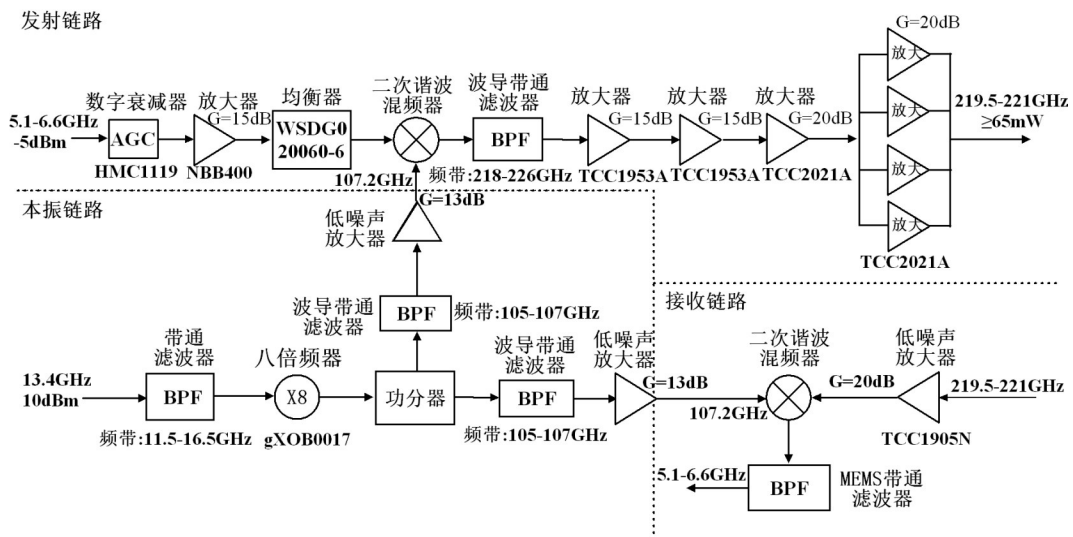 发射链路
G=20dB
放大
数字衰减器
放大器
G=15dB
均衡器
二次谐波
混频器
波导带通
滤波器
放大器
G=15dB
放大器
G=15dB
放大器
G=20dB
5.1-6.6GHz
-5dBm
AGC
WSDG0
20060-6
BPF
放大
219.5-221GHz
≥65mW
HMC1119
NBB400
107.2GHz
频带:218-226GHz
TCC1953A
TCC1953A
TCC2021A
放大
放大
TCC2021A
本振链路
G=13dB
低噪声
放大器
波导带通
滤波器
BPF
频带:105-107GHz
带通
滤波器
八倍频器
波导带通
滤波器
低噪声
放大器
13.4GHz
10dBm
BPF
X8
功分器
BPF
G=13dB
频带:11.5-16.5GHz
gXOB0017
频带:105-107GHz
接收链路
二次谐波
混频器
低噪声
放大器
107.2GHz
G=20dB
219.5-221GHz
TCC1905N
5.1-6.6GHz
BPF
MEMS带通
滤波器